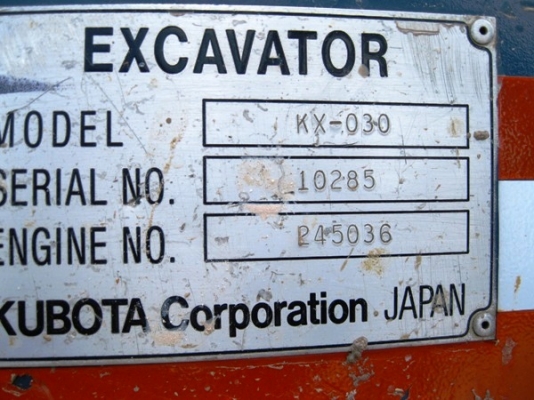 EXCAVATOR
MODEL KX-030
SERIAL NO. 10285
ENGINE NO. 245036
KUBOTA Corporation JAPAN